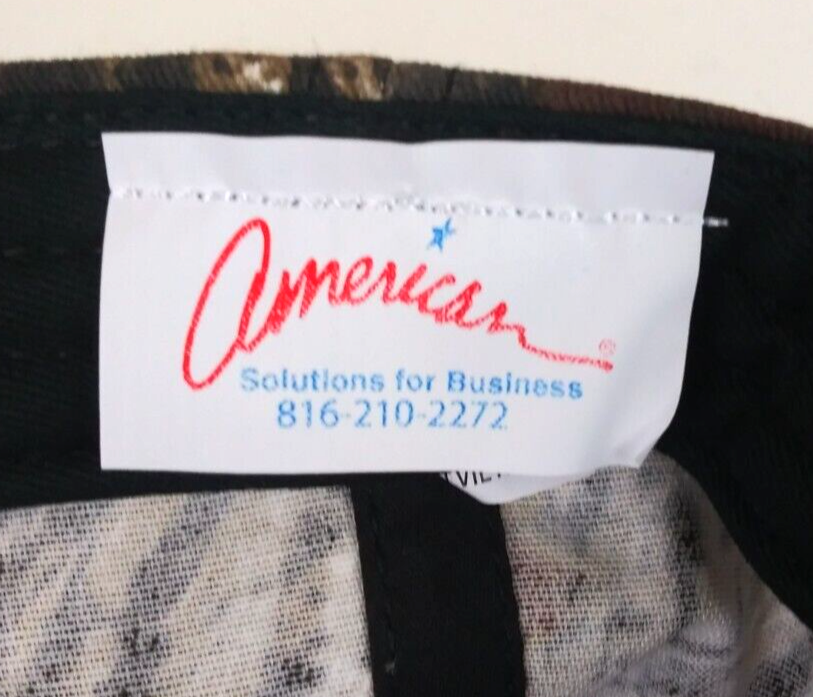 American ®
Solutions for Business
816-210-2272